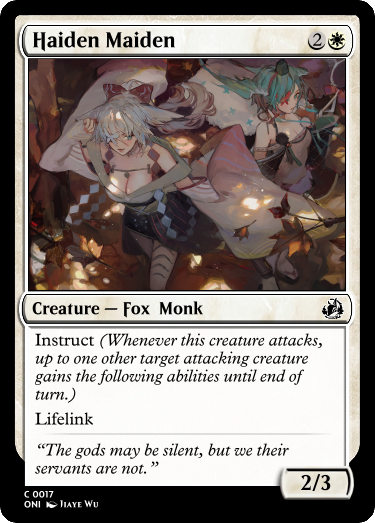 Haiden Maiden 2
Creature — Fox Monk
Instruct (Whenever this creature attacks,
up to one other target attacking creature
gains the following abilities until end of
turn.)
Lifelink
“The gods may be silent, but we their
servants are not.”
2/3
C 0017
ONI Jiaye Wu